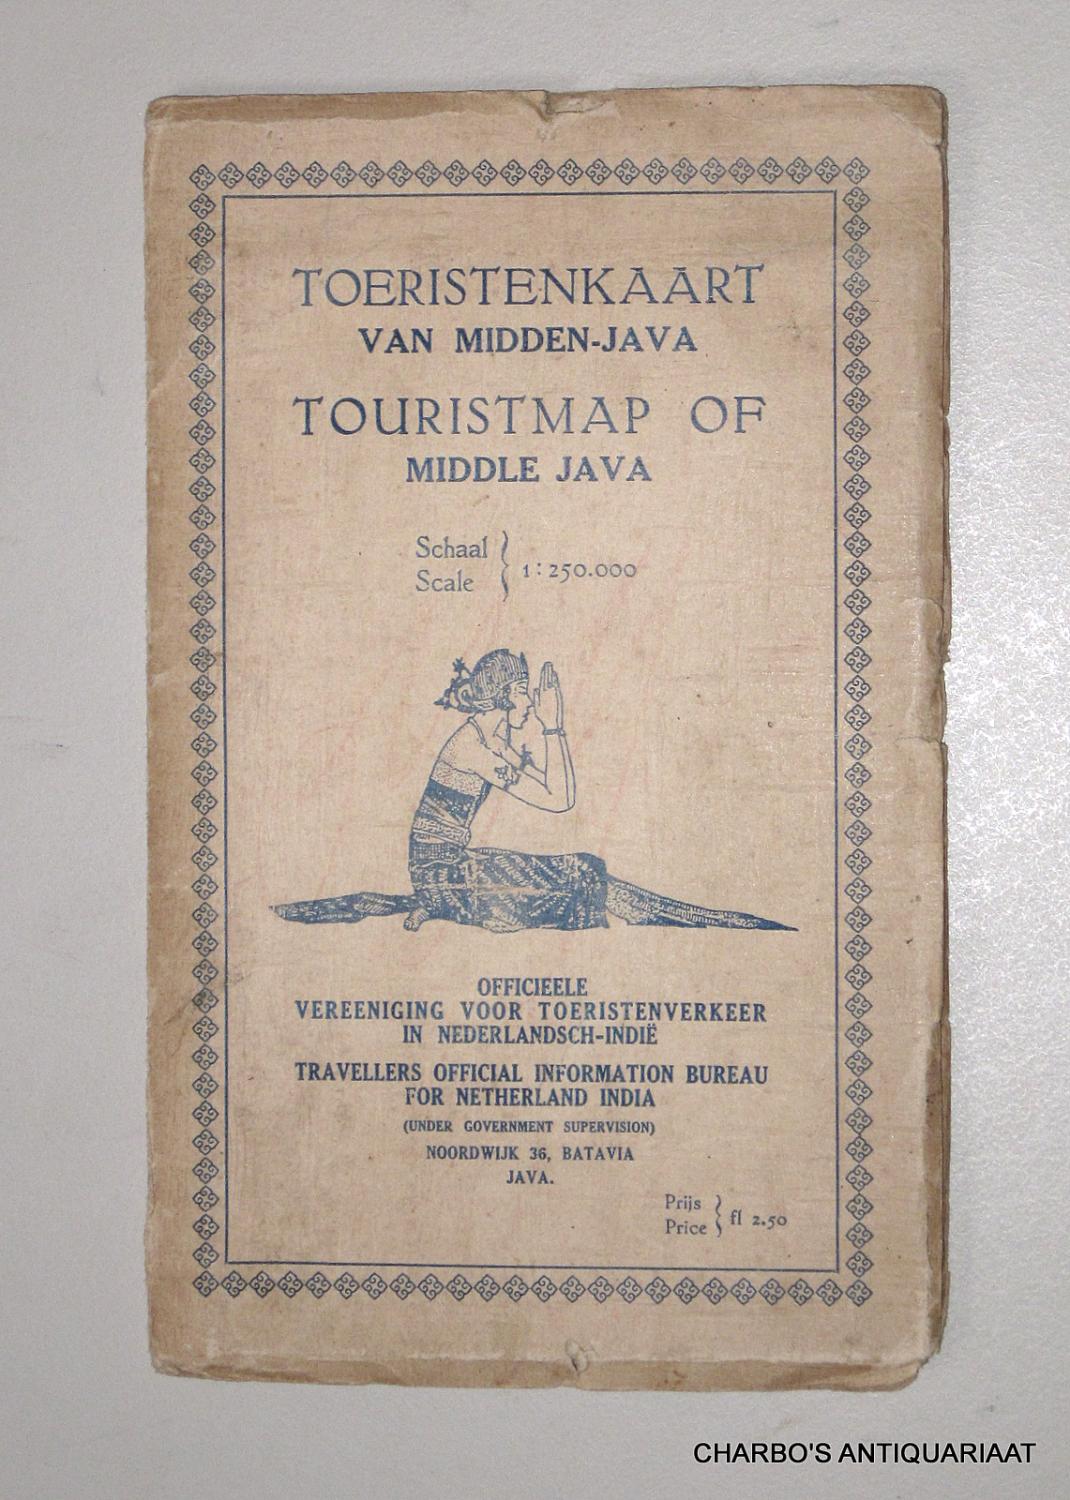 TOERISTENKAART
VAN MIDDEN-JAVA
TOURISTMAP OF
MIDDLE JAVA
Schaal
Scale
1:250.000
OFFICIEELE
VEREENIGING VOOR TOERISTENVERKEER
IN NEDERLANDSCH-INDIË
TRAVELLERS OFFICIAL INFORMATION BUREAU
FOR NETHERLAND INDIA
(UNDER GOVERNMENT SUPERVISION)
NOORDWIJK 36, BATAVIA
JAVA.
Prijs
Price
fl 2.50
CHARBO'S ANTIQUARIAAT